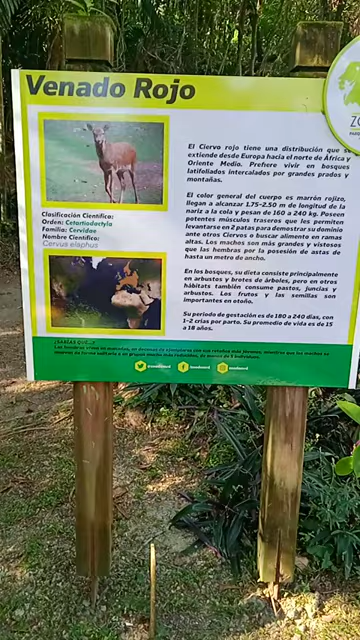 Venado Rojo
ZO
El Ciervo rojo tiene una distribución que se
extiende desde Europa hacia el norte de África y
Oriente Medio. Prefiere vivir en bosques
latifoliados intercalados por grandes prados y
montañas.
El color general del cuerpo es marrón rojizo,
llegan a alcanzar 1.75-2.50 m de longitud de la
nariz a la cola y pesan de 160 a 240 kg. Poseen
potentes músculos traseros que les permiten
levantarse en 2 patas para demostrar su dominio
ante otros Ciervos o buscar alimento en ramas
altas. Los machos son más grandes y vistosos
que las hembras por la posesión de astas de
hasta un metro de ancho.
En los bosques, su dieta consiste principalmente
en arbustos y brotes de árboles, pero en otros
hábitats también consume pastos, juncias y
arbustos. Los frutos y las semillas son
importantes en otoño.
Su período de gestación es de 180 a 240 días, con
1-2 crías por parto. Su promedio de vida es de 15
a 18 años.
Clasificación Científica:
Orden: Cetartiodactyla
Familia: Cervidae
Nombre Científico:
Cervus elaphus
¿SABÍAS QUE...?